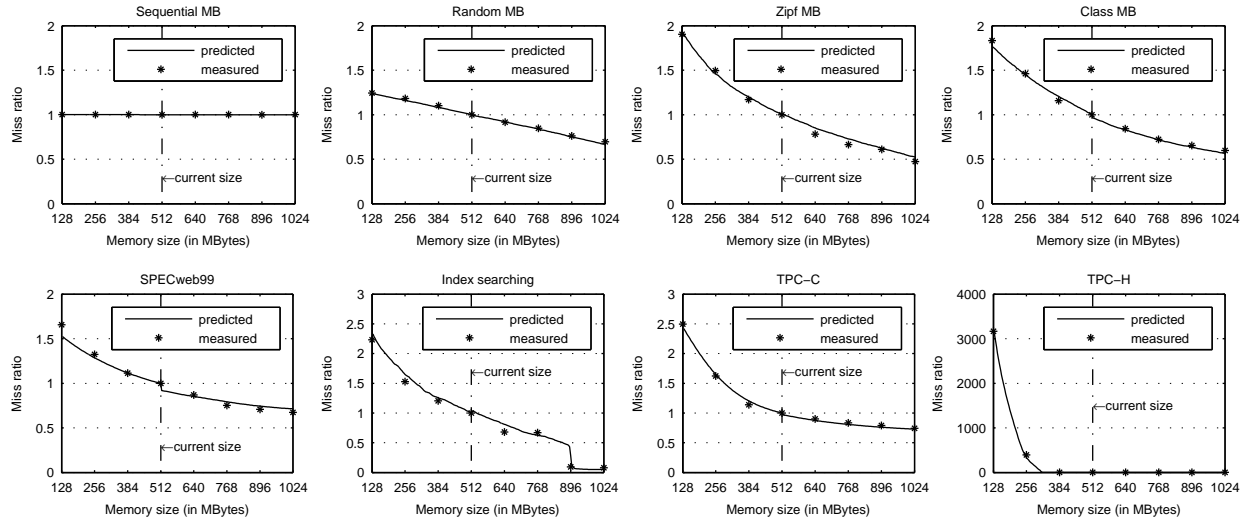 Sequential MB
2
1.5
1
0.5
0
Miss ratio
predicted
measured
current size
128 256 384 512 640 768 896 1024
Memory size (in MBytes)
Random MB
2
1.5
1
0.5
0
Miss ratio
predicted
measured
current size
128 256 384 512 640 768 896 1024
Memory size (in MBytes)
Zipf MB
2
1.5
1
0.5
0
Miss ratio
predicted
measured
current size
128 256 384 512 640 768 896 1024
Memory size (in MBytes)
Class MB
2
1.5
1
0.5
0
Miss ratio
predicted
measured
current size
128 256 384 512 640 768 896 1024
Memory size (in MBytes)
SPECweb99
2
1.5
1
0.5
0
Miss ratio
predicted
measured
current size
128 256 384 512 640 768 896 1024
Memory size (in MBytes)
Index searching
3
2.5
2
1.5
1
0.5
0
Miss ratio
predicted
measured
current size
128 256 384 512 640 768 896 1024
Memory size (in MBytes)
TPC−C
3
2.5
2
1.5
1
0.5
0
Miss ratio
predicted
measured
current size
128 256 384 512 640 768 896 1024
Memory size (in MBytes)
TPC−H
4000
3000
2000
1000
0
Miss ratio
predicted
measured
current size
128 256 384 512 640 768 896 1024
Memory size (in MBytes)